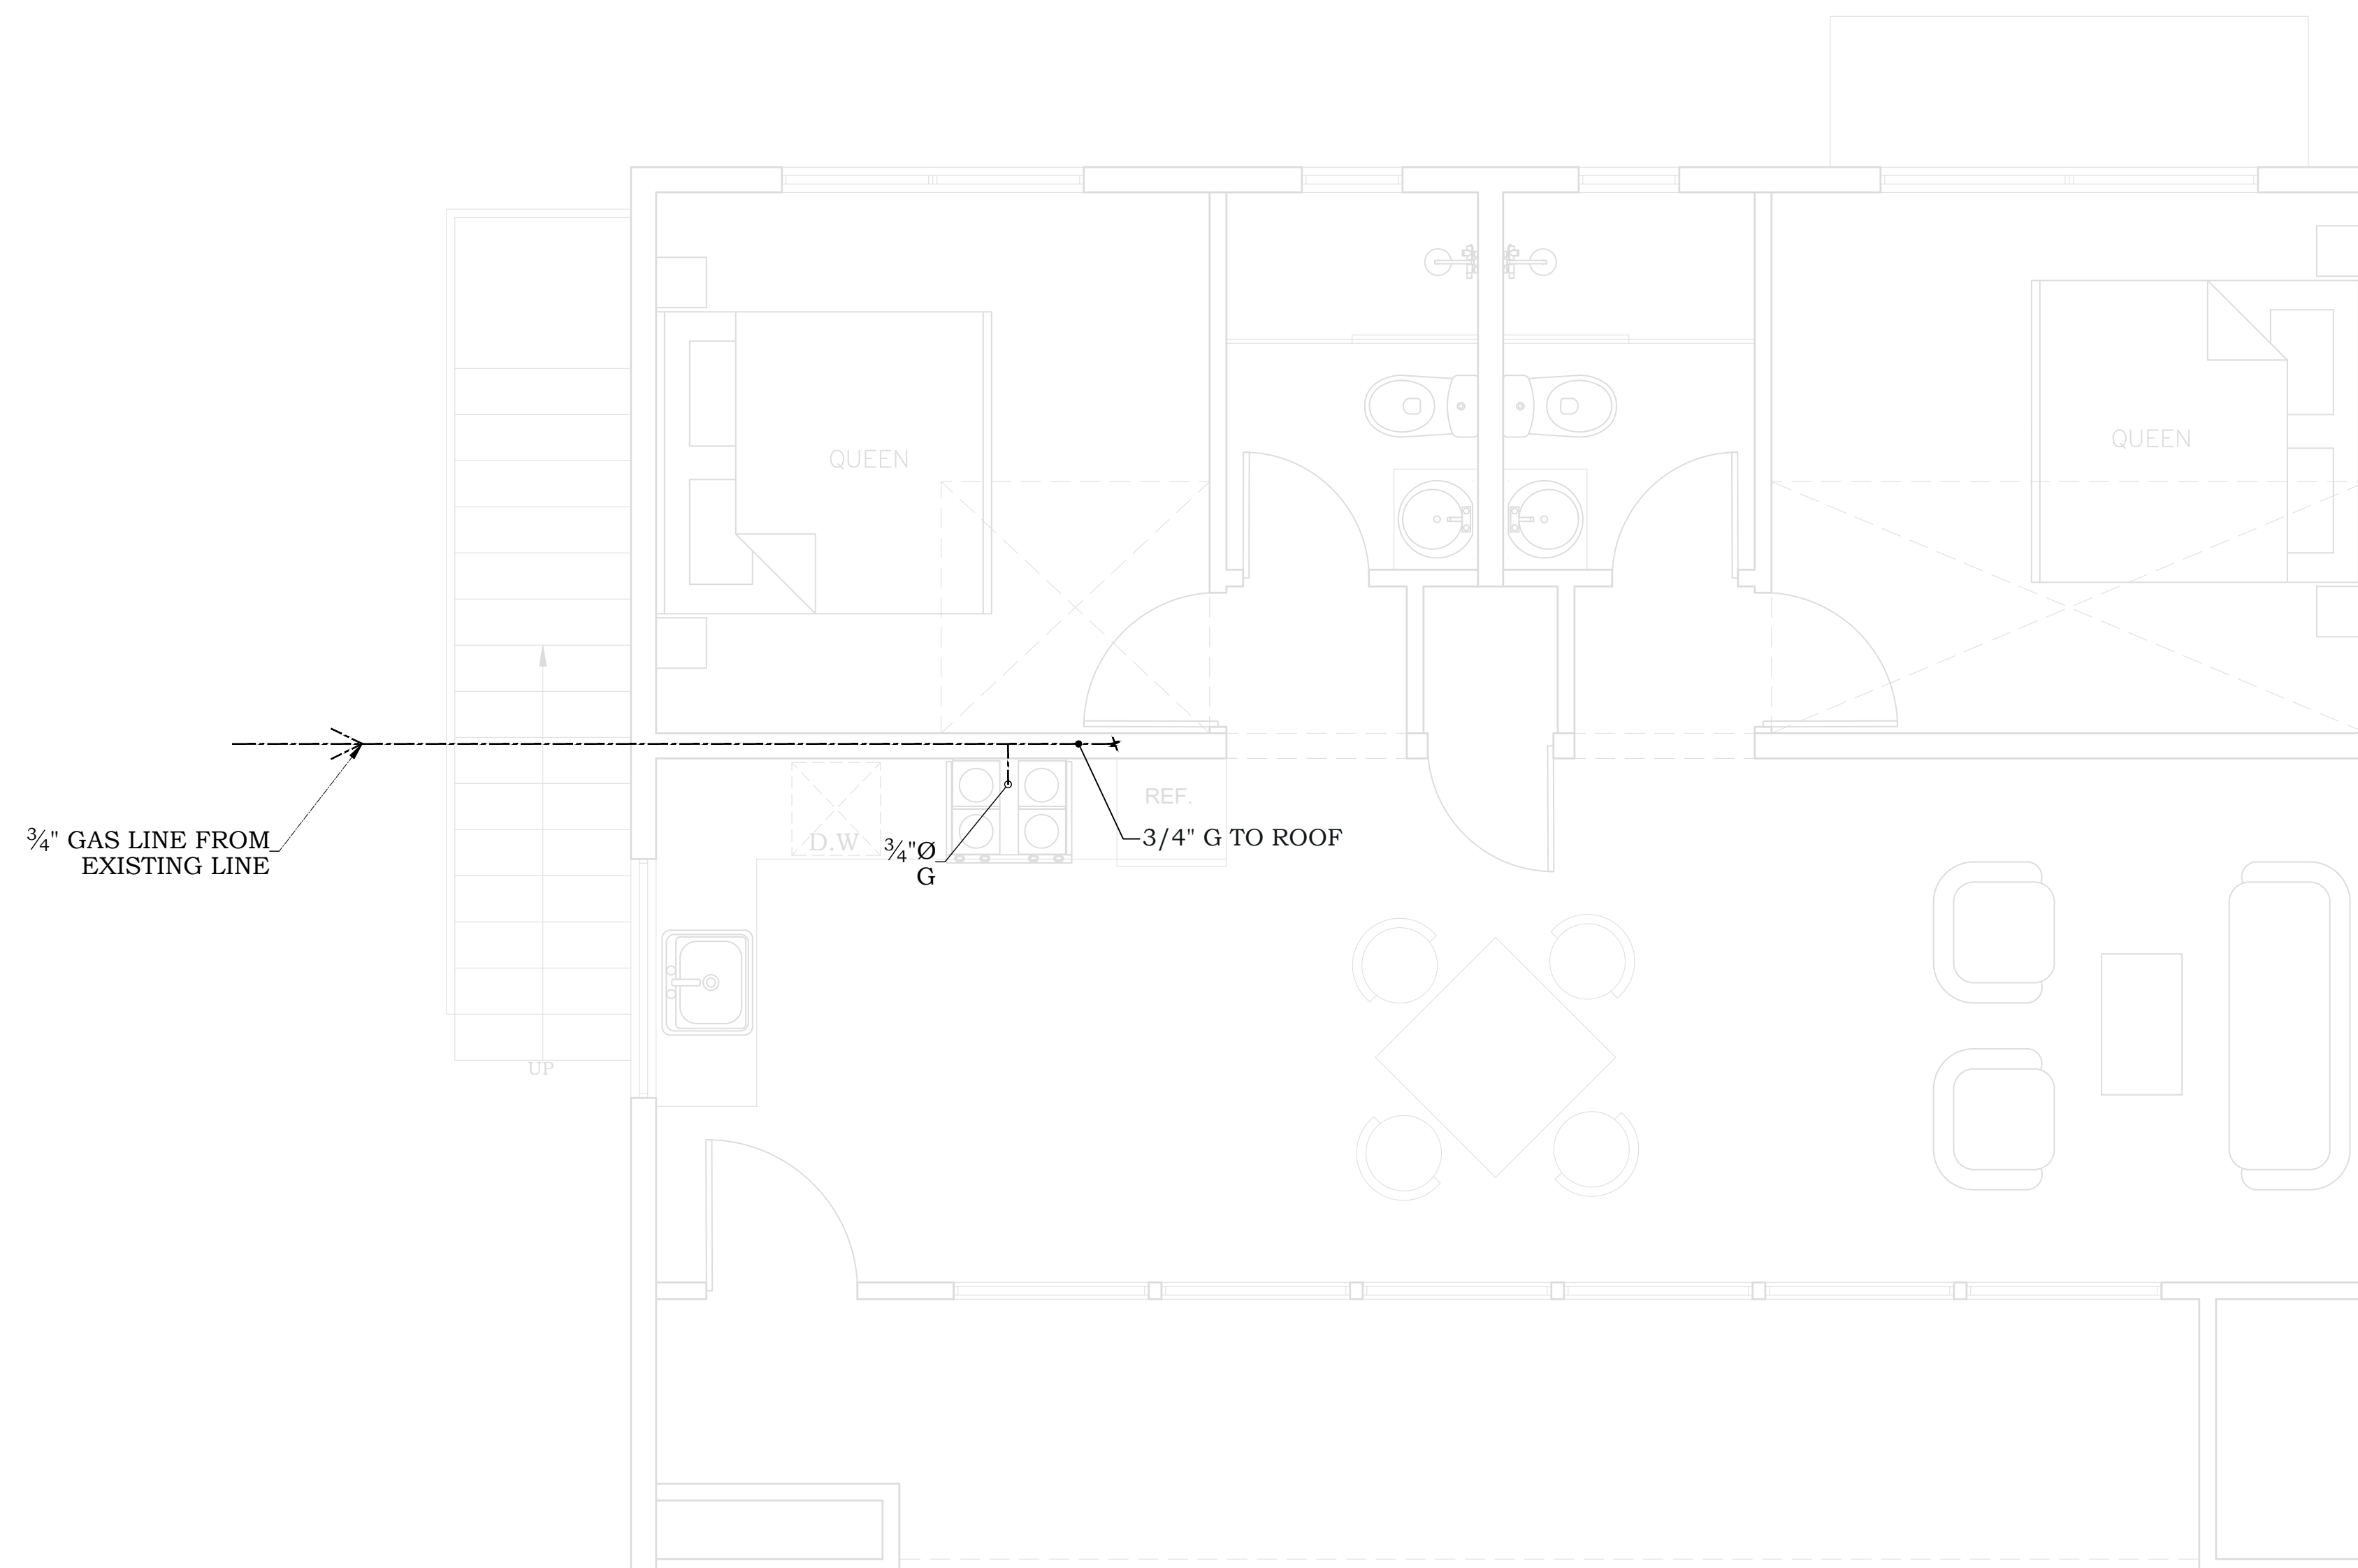 QUEEN
QUEEN
REF.
D.W
¾" GAS LINE FROM
EXISTING LINE
¾"Ø
G
3/4" G TO ROOF
UP